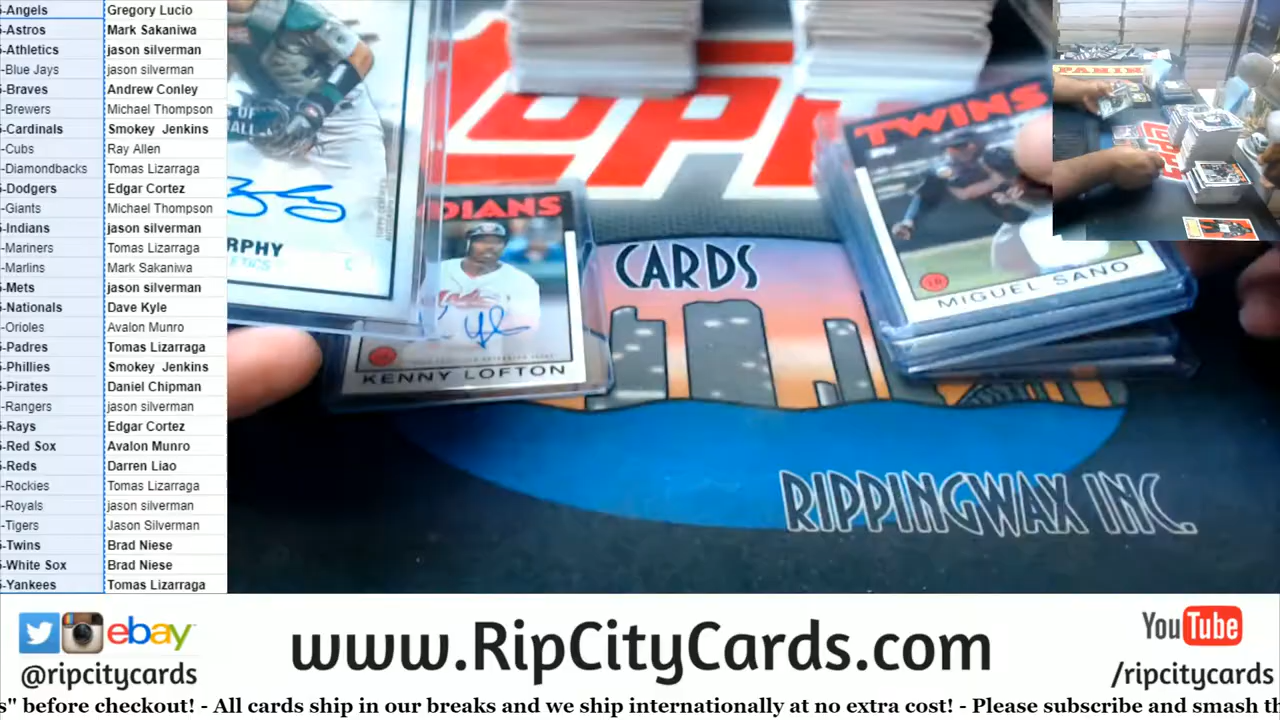 -Angels Gregory Lucio
-Astros Mark Sakaniwa
-Athletics jason silverman
-Blue Jays jason silverman
-Braves Andrew Conley
-Brewers Michael Thompson
-Cardinals Smokey Jenkins
-Cubs Ray Allen
-Diamondbacks Tomas Lizarraga
-Dodgers Edgar Cortez
-Giants Michael Thompson
-Indians jason silverman
-Mariners Tomas Lizarraga
-Marlins Mark Sakaniwa
-Mets jason silverman
-Nationals Dave Kyle
-Orioles Avalon Munro
-Padres Tomas Lizarraga
-Phillies Smokey Jenkins
-Pirates Daniel Chipman
-Rangers jason silverman
-Rays Edgar Cortez
-Red Sox Avalon Munro
-Reds Darren Liao
-Rockies Tomas Lizarraga
-Royals jason silverman
-Tigers Jason Silverman
-Twins Brad Niese
-White Sox Brad Niese
-Yankees Tomas Lizarraga
RPHY
DIANS
KENNY LOFTON
TWINS
MIGUEL SANO
CARDS
RIPPINGWAX INC.
PANINI
ebay
@ripcitycards
www.RipCityCards.com
YouTube
/ripcitycards
s" before checkout! - All cards ship in our breaks and we ship internationally at no extra cost! - Please subscribe and smash th